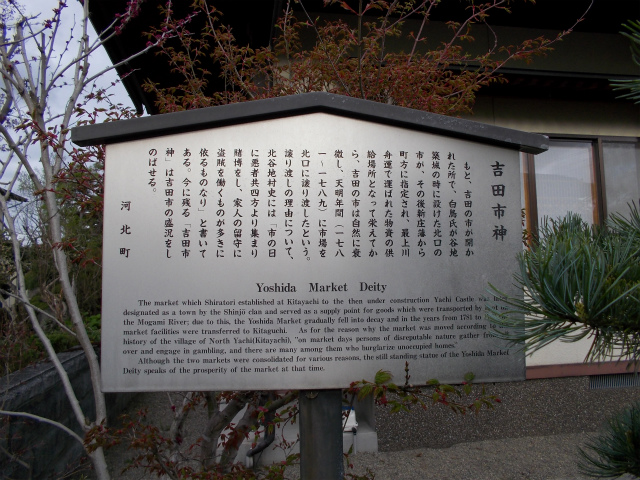 吉田市神
もと、吉田の市が開か
れた所で、白鳥氏が谷地
築城の時に設けた北口の
市が、その後新庄藩から
町方に指定され、最上川
舟運で運ばれた物資の供
給場所となって栄えてか
ら、吉田の市は自然に衰
微し、天明年間(一七八
一〜一七八九)に市場を
北口に譲り渡したという。
譲り渡しの理由について、
北谷地村史には「市の日
に悪者共四方より集まり
賭博をし、家人の留守に
盗賊を働くものが多きに
依るものなり」と書いて
ある。今に残る「吉田市
神」は吉田市の盛況をし
のばせる。
河北町
Yoshida Market Deity
The market which Shiratori established at Kitayachi to the then under construction Yachi Castle was
designated as a town by the Shinjō clan and served as a supply point for goods which were transported by
the Mogami River; due to this, the Yoshida Market gradually fell into decay and in the years from 1781 to
market facilities were transferred to Kitaguchi. As for the reason why the market was moved according to
history of the village of North Yachi(Kitayachi), "on market days persons of disreputable nature gather
over and engage in gambling, and there are many among them who burglarize unoccupied homes."
Although the two markets were consolidated for various reasons, the still standing statue of the Yoshida Market
Deity speaks of the prosperity of the market at that time.